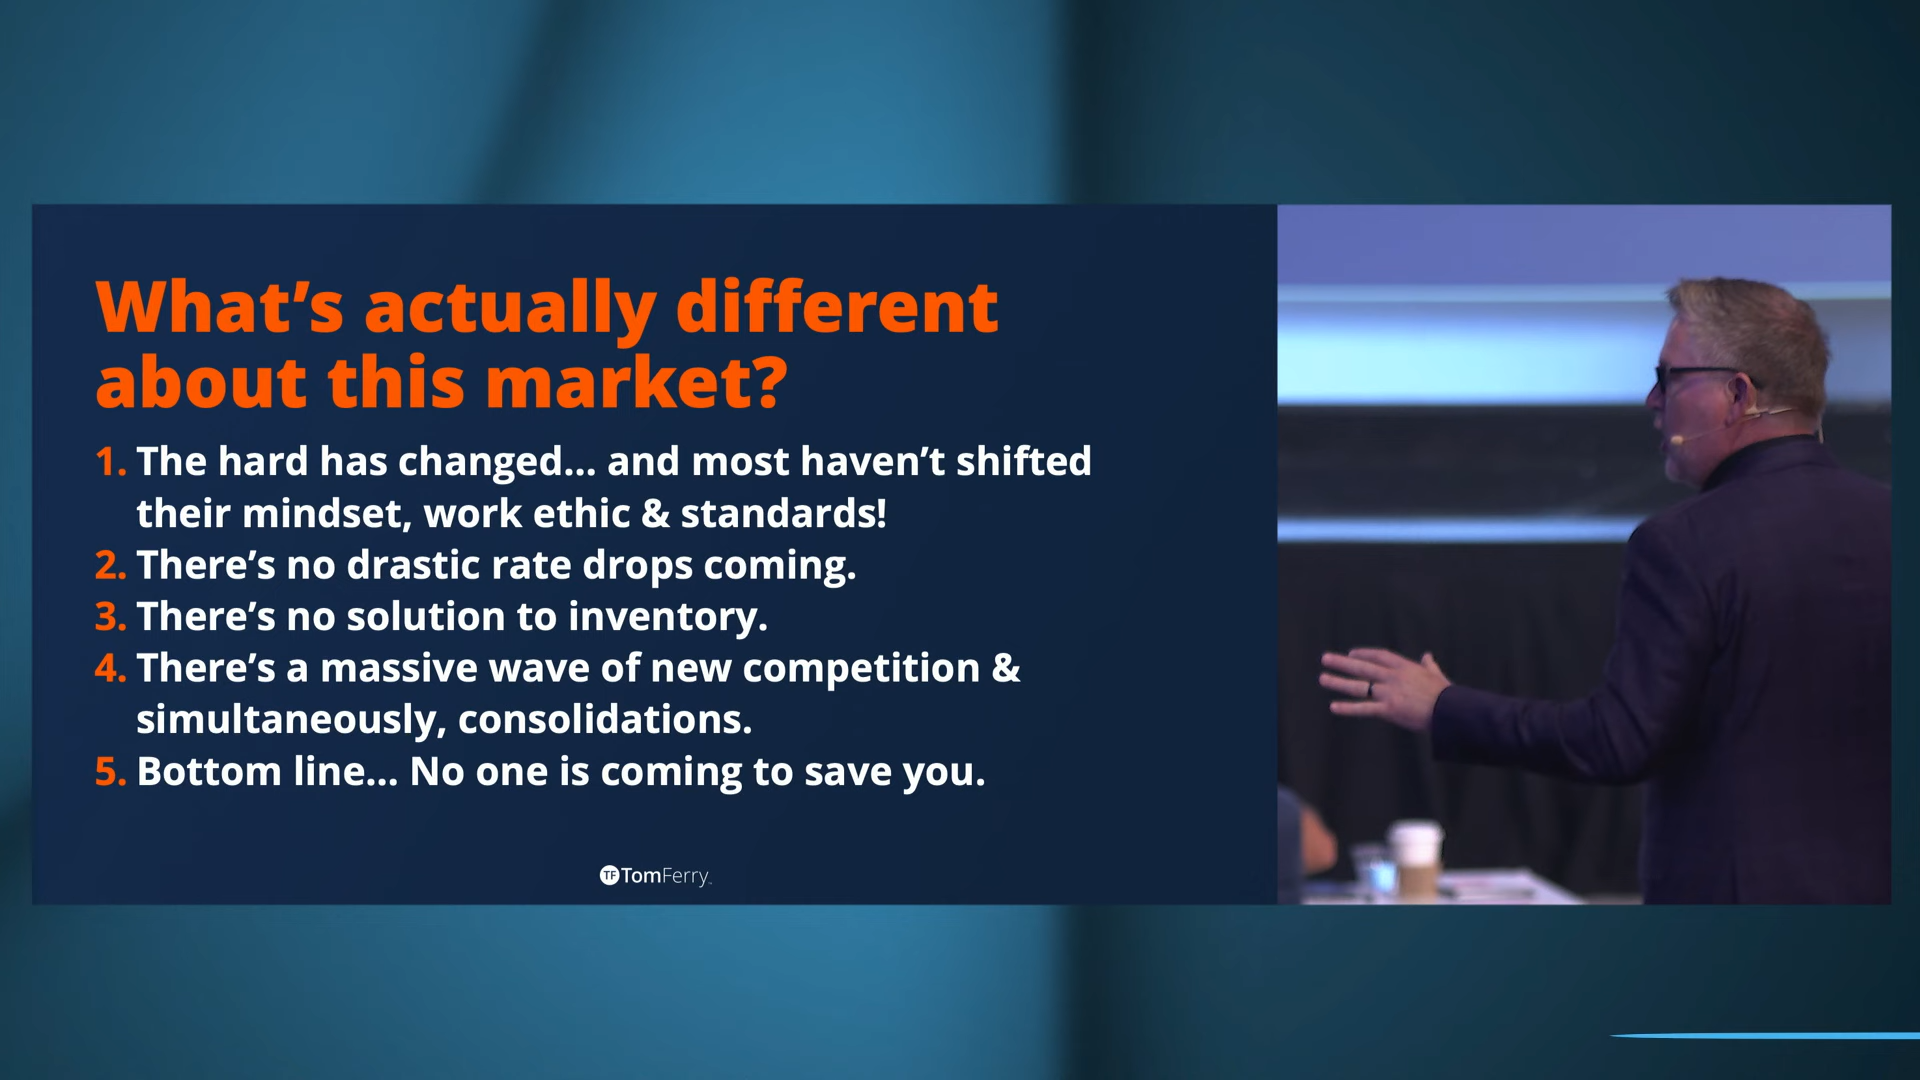 What’s actually different
about this market?
1. The hard has changed... and most haven’t shifted
their mindset, work ethic & standards!
2. There’s no drastic rate drops coming.
3. There’s no solution to inventory.
4. There’s a massive wave of new competition &
simultaneously, consolidations.
5. Bottom line... No one is coming to save you.
TF TomFerry